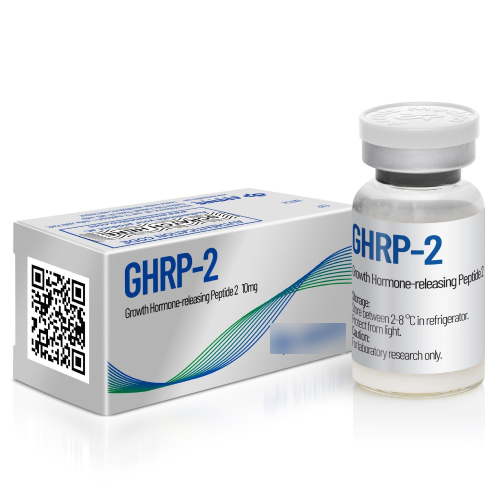 GHRP-2
Growth Hormone-releasing Peptide 2 10mg
GHRP-2
Growth Hormone-releasing Peptide 2
Storage:
Store between 2-8 °C in refrigerator.
Protect from light.
Caution:
For laboratory research only.